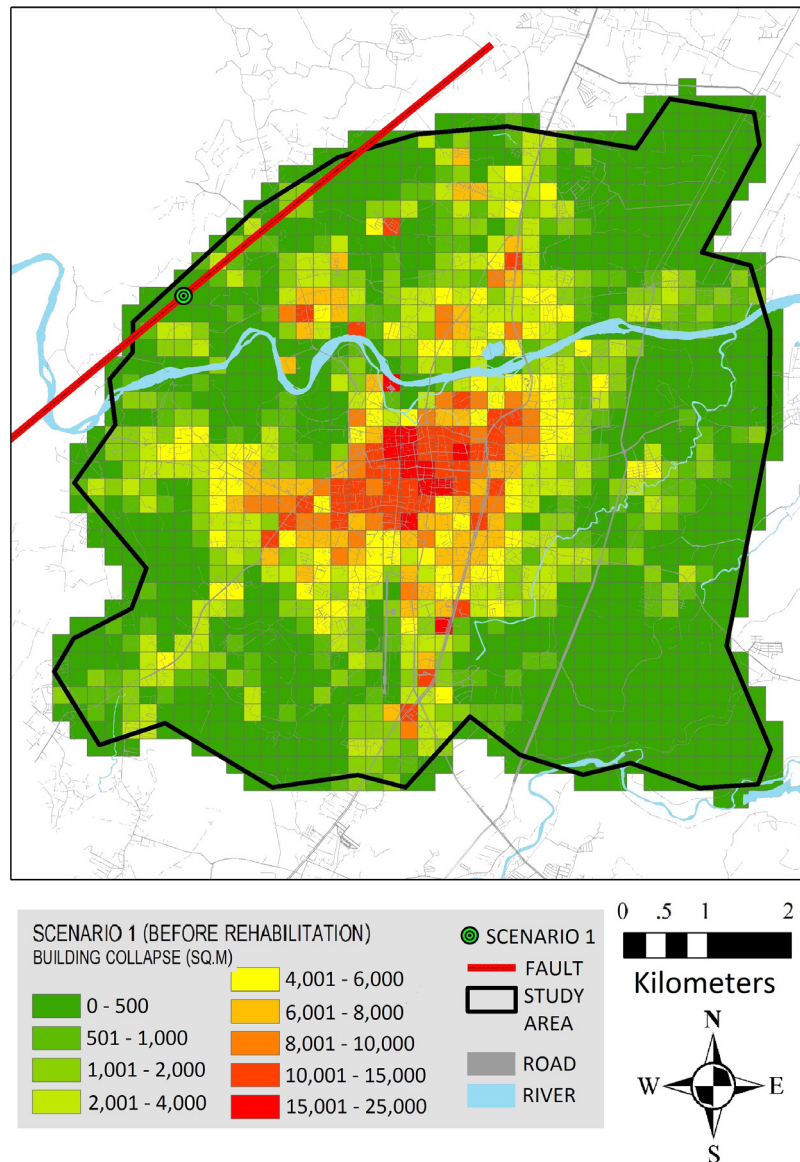 SCENARIO 1 (BEFORE REHABILITATION)
BUILDING COLLAPSE (SQ.M)
0 - 500
501 - 1,000
1,001 - 2,000
2,001 - 4,000
4,001 - 6,000
6,001 - 8,000
8,001 - 10,000
10,001 - 15,000
15,001 - 25,000
SCENARIO 1
FAULT
STUDY
AREA
ROAD
RIVER
0 .5 1 2
Kilometers
N
W E
S